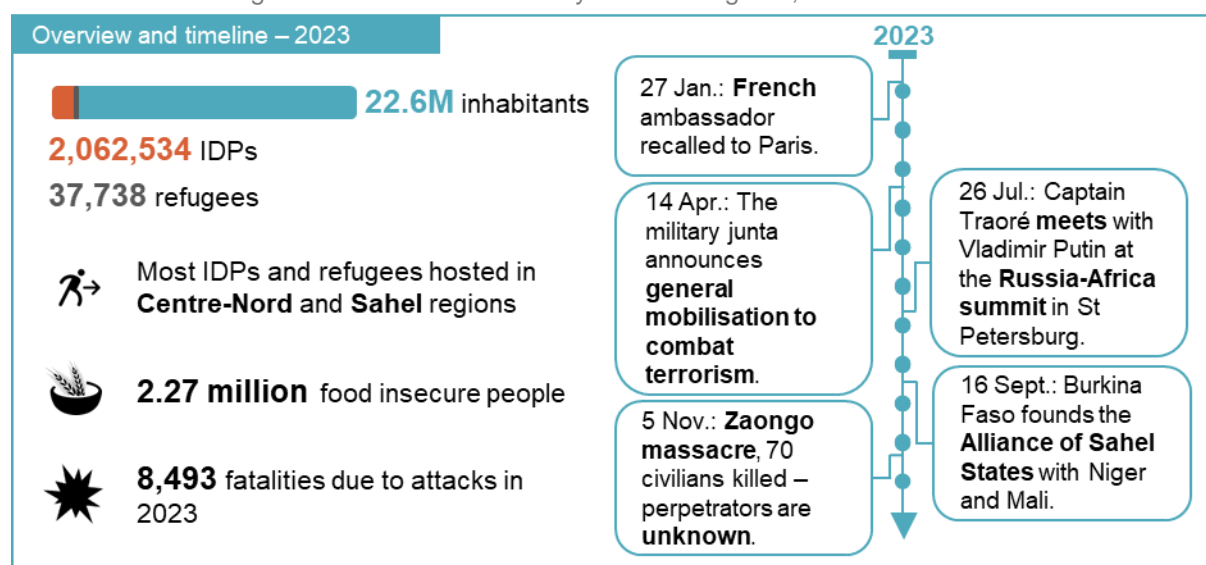 Overview and timeline – 2023
22.6M inhabitants
2,062,534 IDPs
37,738 refugees
Most IDPs and refugees hosted in
Centre-Nord and Sahel regions
2.27 million food insecure people
8,493 fatalities due to attacks in
2023
2023
27 Jan.: French
ambassador
recalled to Paris.
14 Apr.: The
military junta
announces
general
mobilisation to
combat
terrorism.
26 Jul.: Captain
Traoré meets with
Vladimir Putin at
the Russia-Africa
summit in St
Petersburg.
16 Sept.: Burkina
Faso founds the
Alliance of Sahel
States with Niger
and Mali.
5 Nov.: Zaongo
massacre, 70
civilians killed –
perpetrators are
unknown.